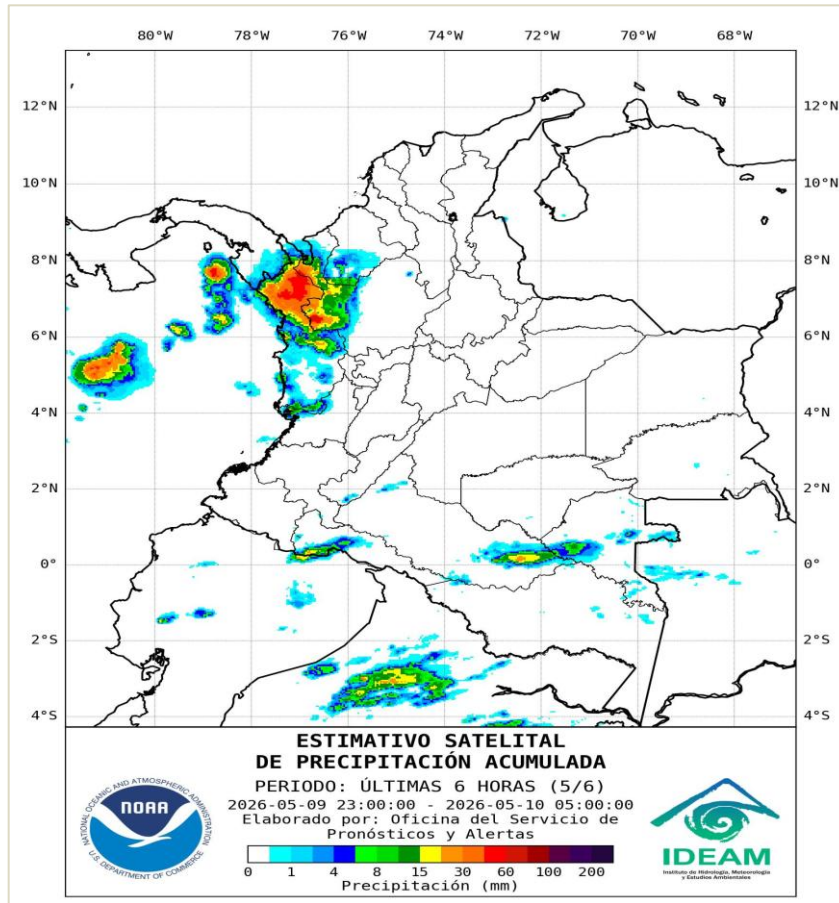 80°W 78°W 76°W 74°W 72°W 70°W 68°W
12°N 12°N
10°N 10°N
8°N 8°N
6°N 6°N
4°N 4°N
2°N 2°N
0° 0°
2°S 2°S
4°S 4°S
ESTIMATIVO SATELITAL
DE PRECIPITACIÓN ACUMULADA
PERIODO: ÚLTIMAS 6 HORAS (5/6)
2026-05-09 23:00:00 - 2026-05-10 05:00:00
Elaborado por: Oficina del Servicio de
Pronósticos y Alertas
0 1 4 8 15 30 60 100 200
Precipitación (mm)
NATIONAL OCEANIC AND ATMOSPHERIC ADMINISTRATION
NOAA
U.S. DEPARTMENT OF COMMERCE
IDEAM
Instituto de Hidrología, Meteorología
y Estudios Ambientales